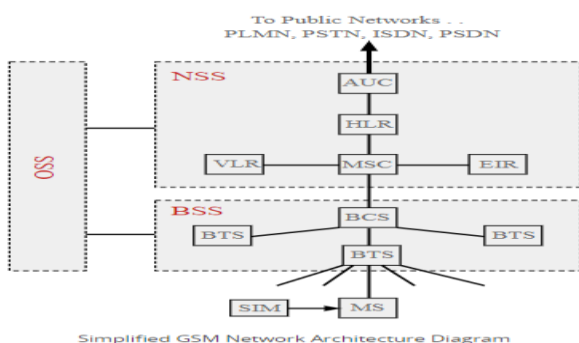 To Public Networks . .
PLMN, PSTN, ISDN, PSDN
NSS
AUC
HLR
VLR
MSC
EIR
OSS
BSS
BCS
BTS
BTS
BTS
SIM
MS
Simplified GSM Network Architecture Diagram